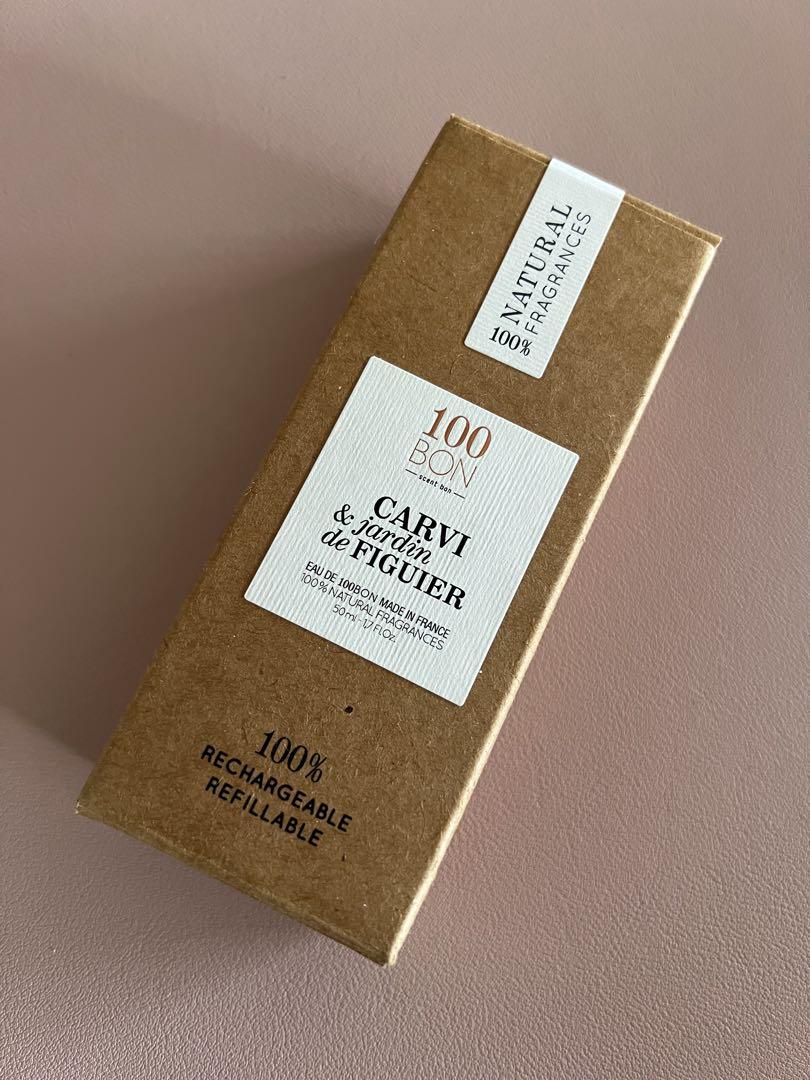 100% NATURAL
FRAGRANCES
100
BON
scent bon
CARVI
& jardin
de FIGUIER
EAU DE 100BON MADE IN FRANCE
100% NATURAL FRAGRANCES
50ml - 1,7 Fl.Oz.
100%
RECHARGEABLE
REFILLABLE